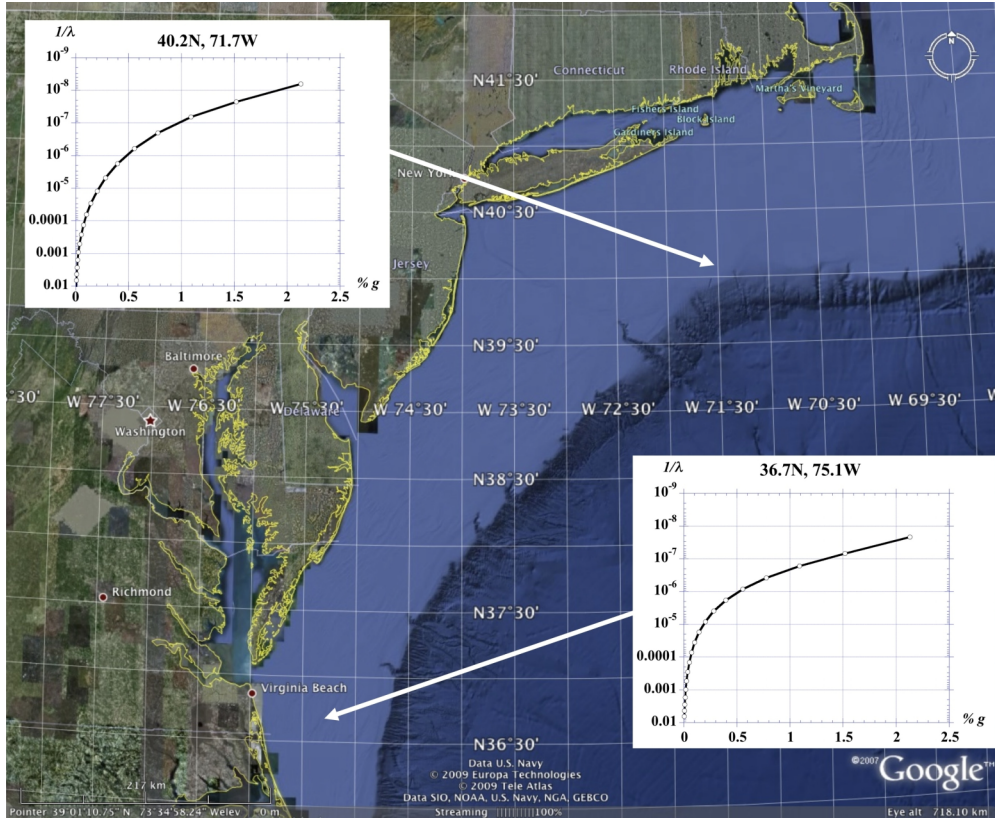 1/λ
40.2N, 71.7W
10-9
10-8
10-7
10-6
10-5
0.0001
0.001
0.01
0
0.5
1
1.5
2
2.5
% g
N41°30'
Connecticut
Rhode Island
Martha's Vineyard
Fishers Island
Block Island
Gardiners Island
New York
N40°30'
Jersey
N39°30'
Baltimore
30'
W 77°30'
W 76°30'
W 75°30'
Delaware
W 74°30'
W 73°30'
W 72°30'
W 71°30'
W 70°30'
W 69°30'
W
Washington
N38°30'
Richmond
N37°30'
Virginia Beach
N36°30'
1/λ
36.7N, 75.1W
10-9
10-8
10-7
10-6
10-5
0.0001
0.001
0.01
0
0.5
1
1.5
2
2.5
% g
Data U.S. Navy
© 2009 Europa Technologies
© 2009 Tele Atlas
Data SIO, NOAA, U.S. Navy, NGA, GEBCO
©2007 Google™
217 km
Pointer 39°01'10.75" N 73°34'58.24" W elev 0 m
Streaming ||||||||||100%
Eye alt 718.10 km
N